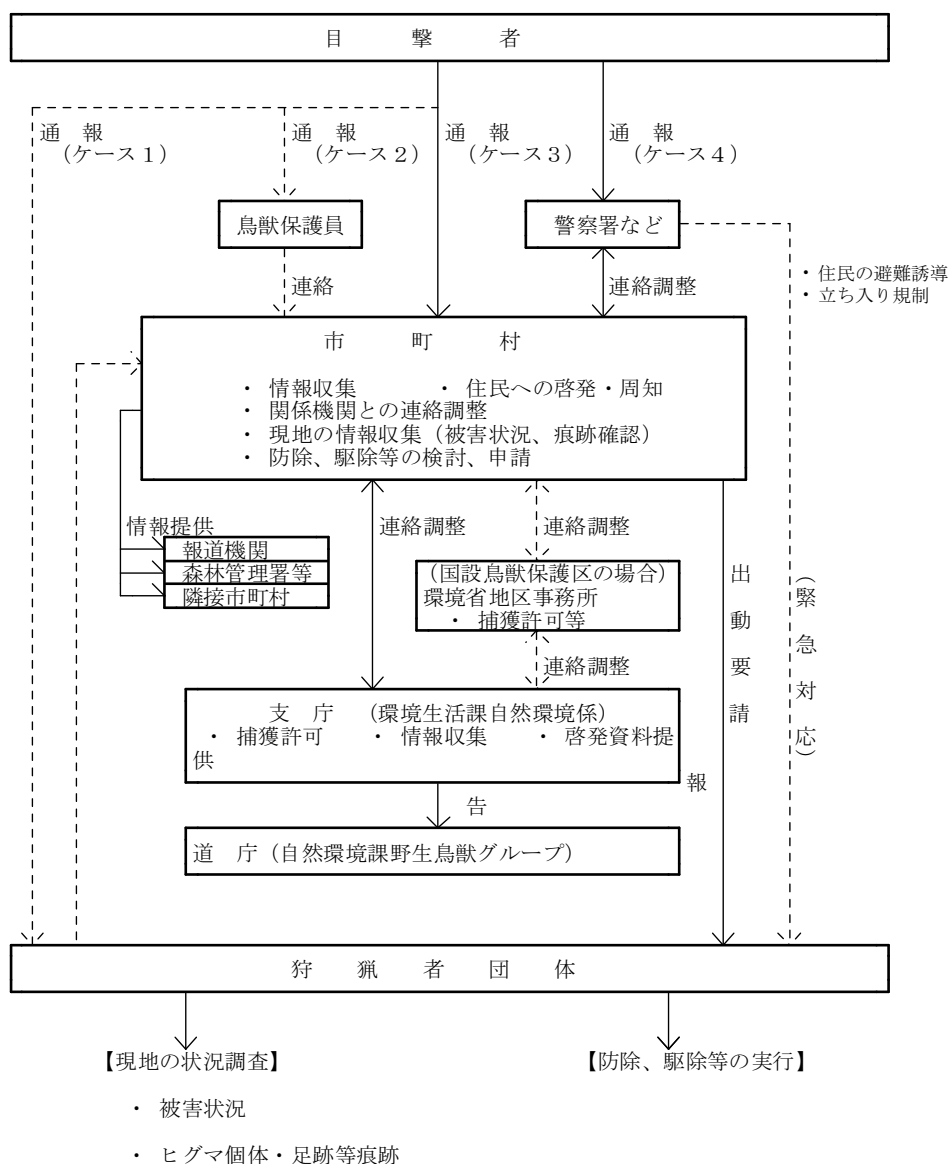 目　撃　者
通　報
（ケース１）
通　報
（ケース２）
通　報
（ケース３）
通　報
（ケース４）
鳥獣保護員
警察署など
連絡
連絡調整
・ 住民の避難誘導
・ 立ち入り規制
市　町　村
・ 情報収集　　・ 住民への啓発・周知
・ 関係機関との連絡調整
・ 現地の情報収集（被害状況、痕跡確認）
・ 防除、駆除等の検討、申請
情報提供
報道機関
森林管理署等
隣接市町村
連絡調整
連絡調整
（国設鳥獣保護区の場合）
環境省地区事務所
・ 捕獲許可等
連絡調整
出動要請
（緊急対応）
支　庁　（環境生活課自然環境係）
・ 捕獲許可　・ 情報収集　・ 啓発資料提
供
報
告
道　庁（自然環境課野生鳥獣グループ）
狩　猟　者　団　体
【現地の状況調査】
【防除、駆除等の実行】
・ 被害状況
・ ヒグマ個体・足跡等痕跡